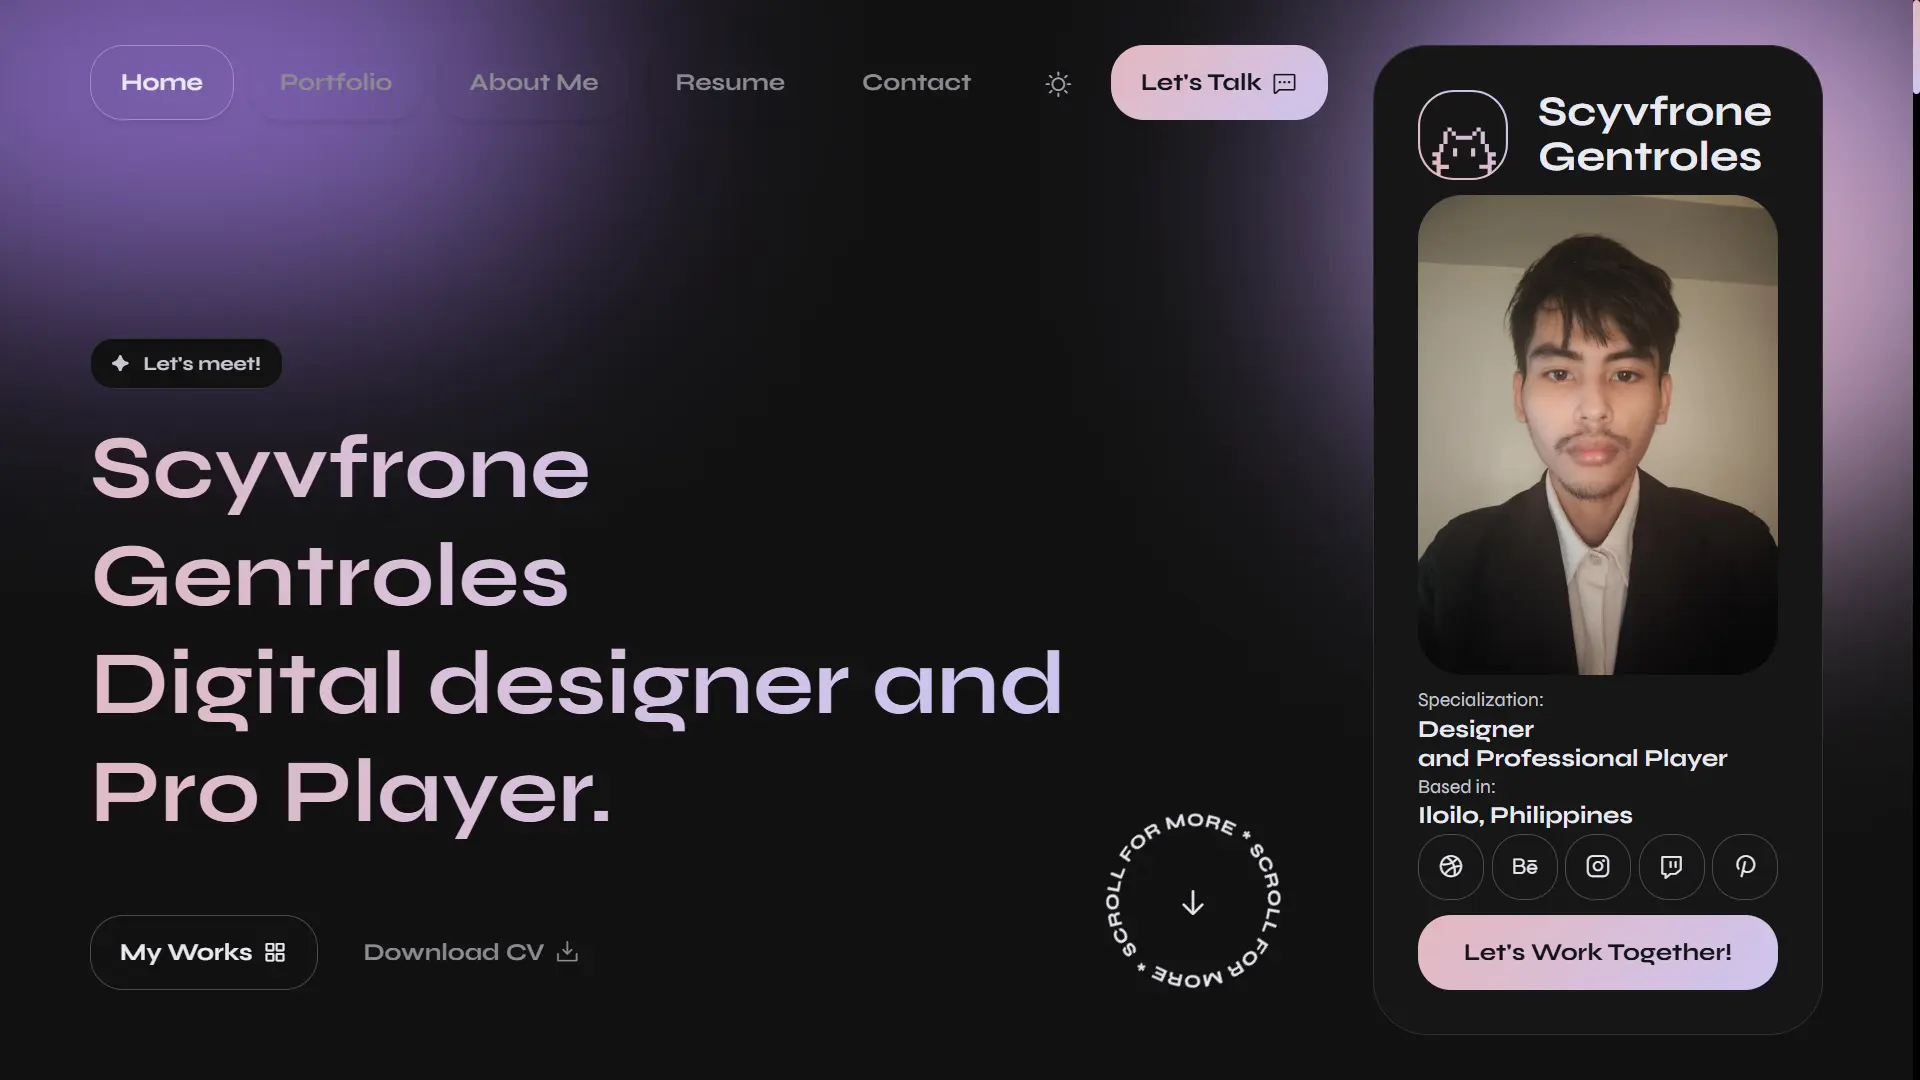 Home
Portfolio
About Me
Resume
Contact
Let's Talk
Let's meet!
Scyvfrone
Gentroles
Digital designer and
Pro Player.
My Works
Download CV
SCROLL FOR MORE * SCROLL FOR MORE *
Scyvfrone
Gentroles
Specialization:
Designer
and Professional Player
Based in:
Iloilo, Philippines
Bē
Let's Work Together!